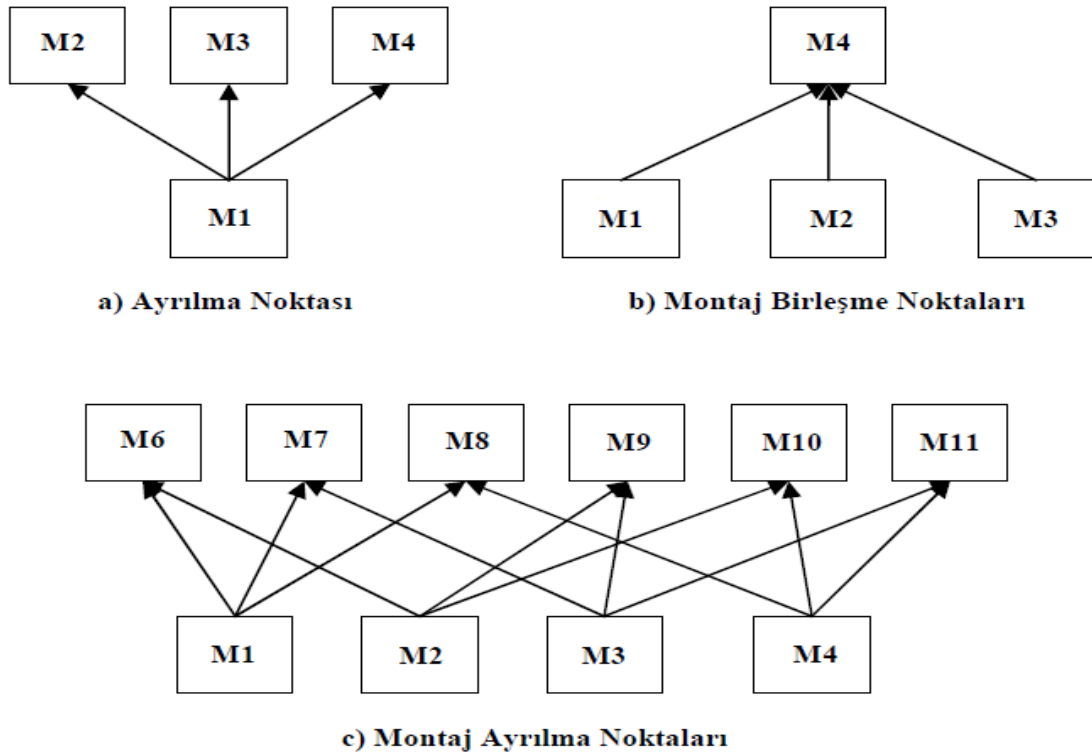 M2 M3 M4
M4
M1
M1 M2 M3
a) Ayrılma Noktası
b) Montaj Birleşme Noktaları
M6 M7 M8 M9 M10 M11
M1 M2 M3 M4
c) Montaj Ayrılma Noktaları